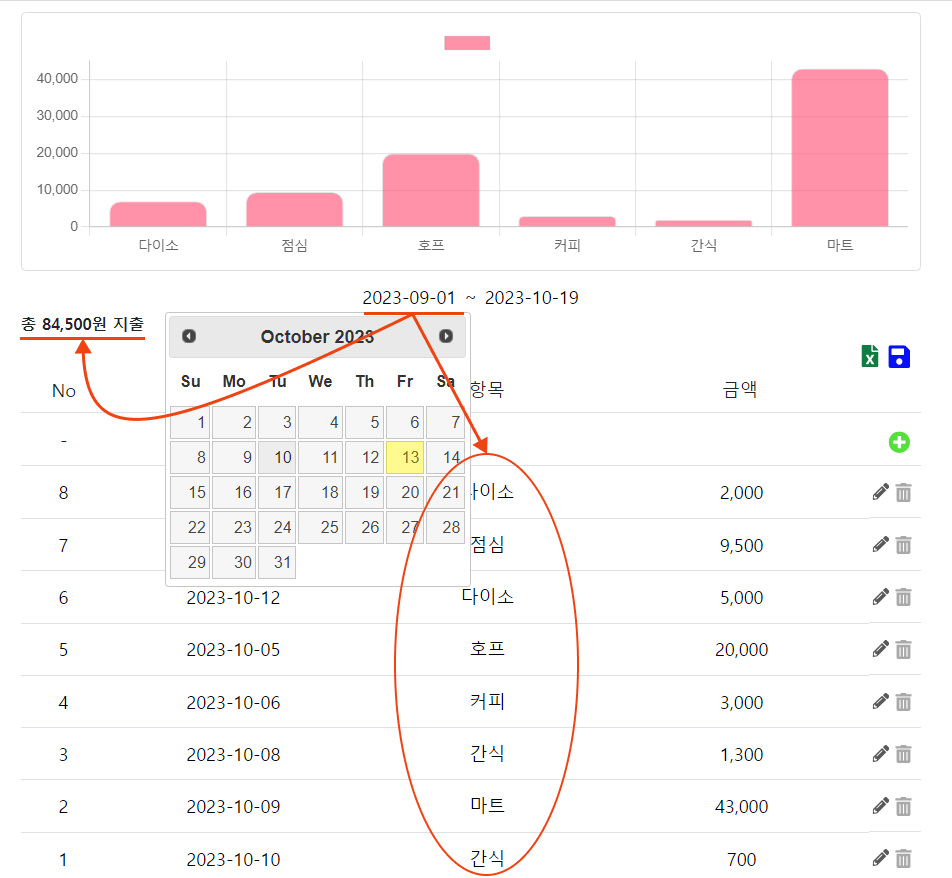 40,000
30,000
20,000
10,000
0
다이소 점심 호프 커피 간식 마트
2023-09-01 ~ 2023-10-19
총 84,500원 지출
October 2023
Su Mo Tu We Th Fr Sa
1 2 3 4 5 6 7
8 9 10 11 12 13 14
15 16 17 18 19 20 21
22 23 24 25 26 27 28
29 30 31
No 항목 금액
-
8 다이소 2,000
7 점심 9,500
6 2023-10-12 다이소 5,000
5 2023-10-05 호프 20,000
4 2023-10-06 커피 3,000
3 2023-10-08 간식 1,300
2 2023-10-09 마트 43,000
1 2023-10-10 간식 700